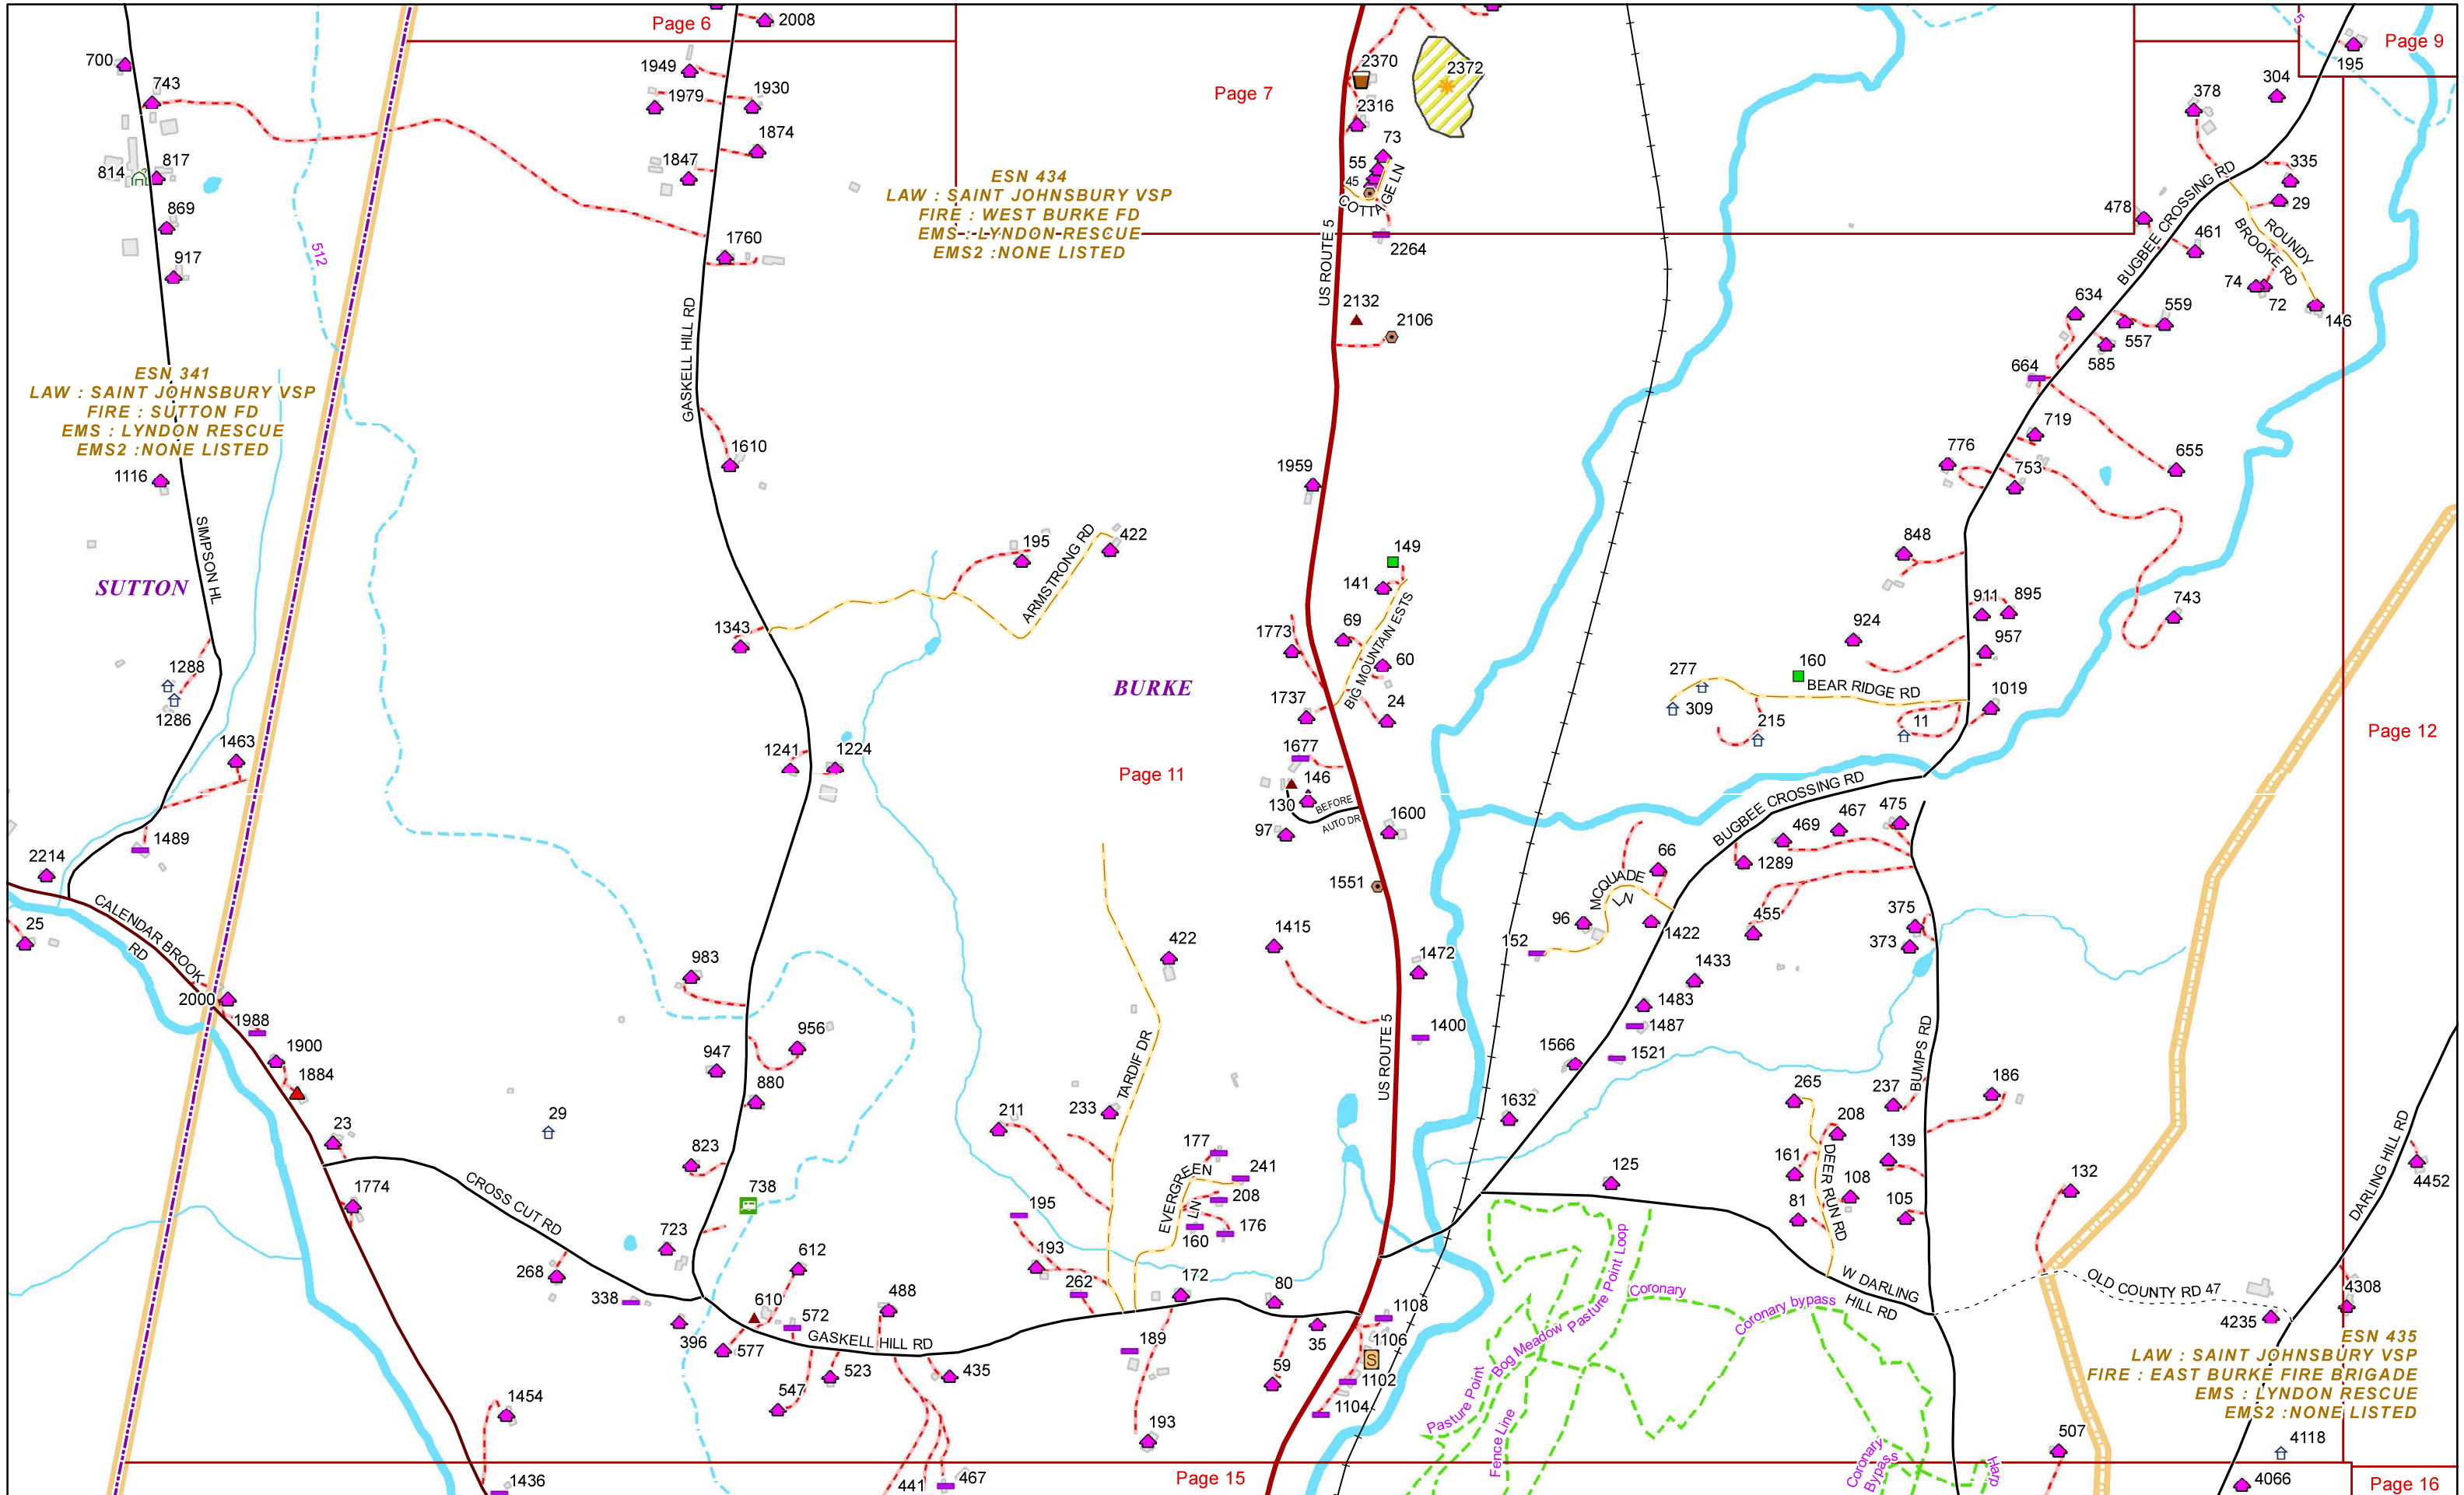 Page 6
2008
700
743
1949
1979
1930
1874
1847
814
817
869
917
1760
512
GASKELL HILL RD
Page 7
ESN 434
LAW : SAINT JOHNSBURY VSP
FIRE : WEST BURKE FD
EMS : LYNDON RESCUE
EMS2 :NONE LISTED
2370
2372
2316
73
55
45
COTTAGE LN
2264
US ROUTE 5
2132
2106
5
195
Page 9
304
378
335
29
478
461
BUGBEE CROSSING RD
ROUNDY
BROOKE RD
74
72
146
634
559
557
585
664
719
655
776
753
ESN 341
LAW : SAINT JOHNSBURY VSP
FIRE : SUTTON FD
EMS : LYNDON RESCUE
EMS2 :NONE LISTED
1116
SIMPSON HL
SUTTON
1288
1286
1463
1489
2214
25
CALENDAR BROOK
RD
2000
1988
1900
1884
23
1774
1454
1436
1610
195
ARMSTRONG RD
422
1343
1241
1224
BURKE
Page 11
1959
149
141
69
60
24
BIG MOUNTAIN ESTS
1773
1737
1677
146
130
BEFORE
AUTO DR
97
1600
1551
1415
1472
1400
US ROUTE 5
848
911
895
743
924
957
277
309
160
BEAR RIDGE RD
215
11
1019
Page 12
BUGBEE CROSSING RD
475
467
469
1289
66
MCQUADE
LN
96
152
1422
455
375
373
1433
1483
1487
1521
1566
1632
BUMPS RD
983
956
947
880
823
738
723
29
CROSS CUT RD
268
338
396
577
610
612
572
488
GASKELL HILL RD
547
523
435
441
467
422
TARDIF DR
233
211
195
193
262
177
EVERGREEN
LN
241
208
176
160
172
80
189
193
59
35
1108
1106
S
1102
1104
Page 15
125
265
208
237
186
161
108
139
81
105
DEER RUN RD
132
W DARLING
HILL RD
OLD COUNTY RD 47
DARLING HILL RD
4452
4308
4235
Pasture Point Loop
Coronary
Coronary bypass
Bog Meadow
Pasture Point
Fence Line
Coronary
Bypass
Hard
507
ESN 435
LAW : SAINT JOHNSBURY VSP
FIRE : EAST BURKE FIRE BRIGADE
EMS : LYNDON RESCUE
EMS2 :NONE LISTED
4118
4066
Page 16